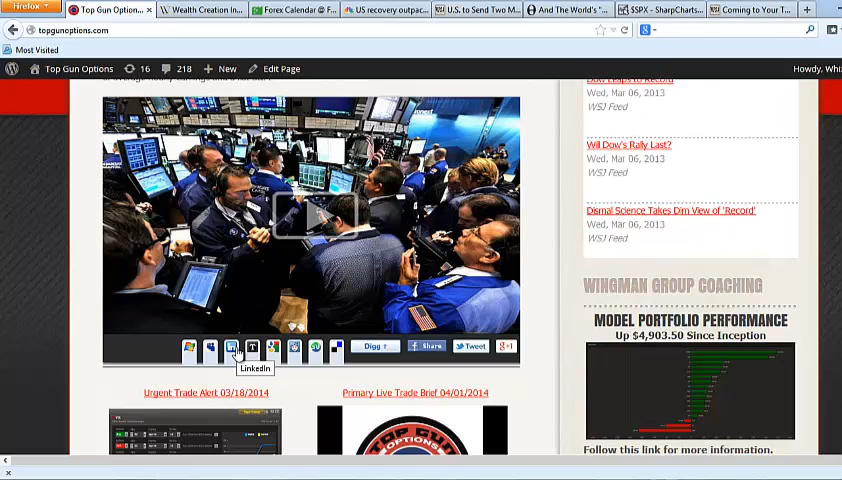 Firefox
Top Gun Option... ×
Wealth Creation In...
Forex Calendar @ F...
US recovery outpac...
U.S. to Send Two M...
And The World's "...
$SPX - SharpCharts...
Coming to Your T...
+
topgunoptions.com
Most Visited
Top Gun Options
16
218
+ New
Edit Page
Howdy, Whi
Dow Leaps to Record
Wed, Mar 06, 2013
WSJ Feed
Will Dow's Rally Last?
Wed, Mar 06, 2013
WSJ Feed
Dismal Science Takes Dim View of 'Record'
Wed, Mar 06, 2013
WSJ Feed
WINGMAN GROUP COACHING
MODEL PORTFOLIO PERFORMANCE
Up $4,903.50 Since Inception
Follow this link for more information.
Digg
Share
Tweet
+1
LinkedIn
Urgent Trade Alert 03/18/2014
Primary Live Trade Brief 04/01/2014
TOP GUN
OPTIONS